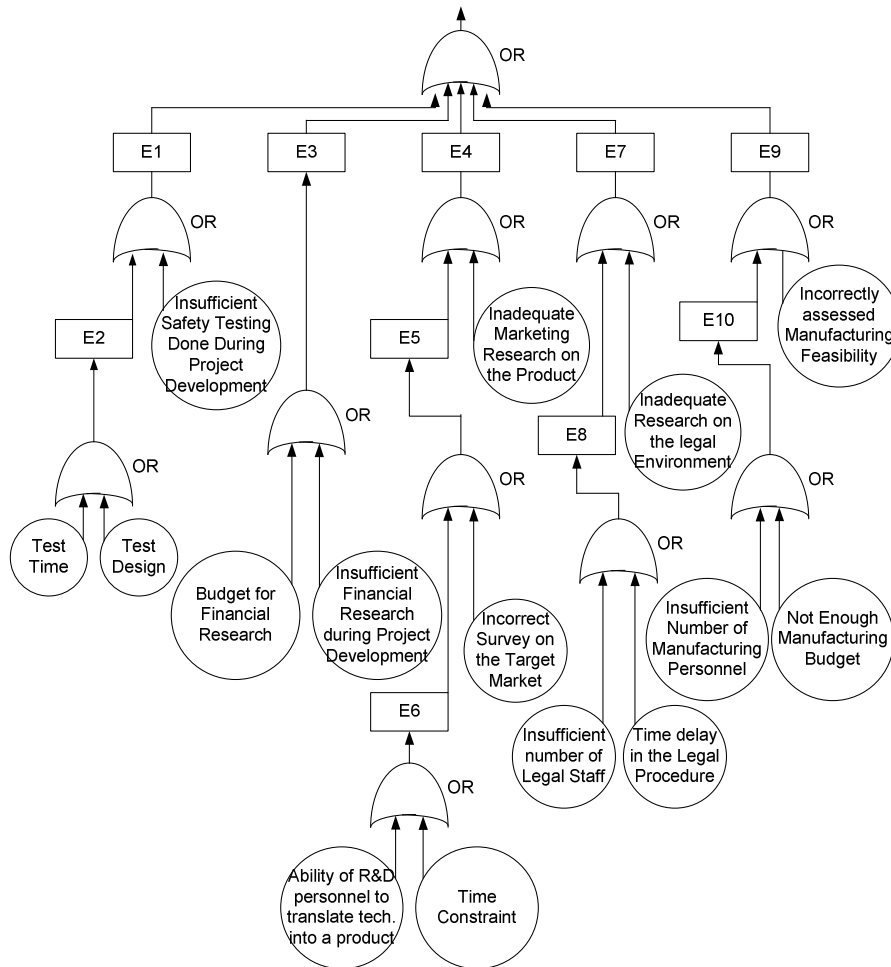 OR
E1
E3
E4
E7
E9
OR
OR
OR
OR
Insufficient
Safety Testing
Done During
Project
Development
Inadequate
Marketing
Research on
the Product
Incorrectly
assessed
Manufacturing
Feasibility
E2
E5
E10
Inadequate
Research on
the legal
Environment
E8
OR
OR
OR
OR
Test
Time
Test
Design
OR
Budget for
Financial
Research
Insufficient
Financial
Research
during Project
Development
Incorrect
Survey on
the Target
Market
Insufficient
Number of
Manufacturing
Personnel
Not Enough
Manufacturing
Budget
E6
Insufficient
number of
Legal Staff
Time delay
in the Legal
Procedure
OR
Ability of R&D
personnel to
translate tech.
into a product
Time
Constraint